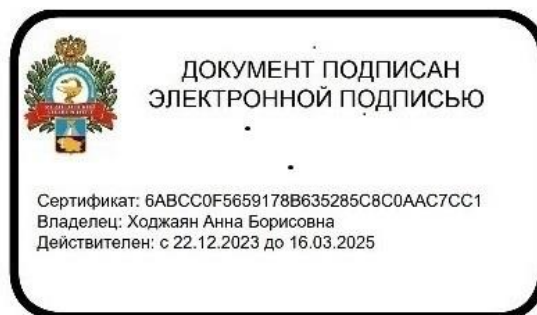 ДОКУМЕНТ ПОДПИСАН
ЭЛЕКТРОННОЙ ПОДПИСЬЮ
Сертификат: 6ABCC0F5659178B635285C8C0AAC7CC1
Владелец: Ходжаян Анна Борисовна
Действителен: с 22.12.2023 до 16.03.2025